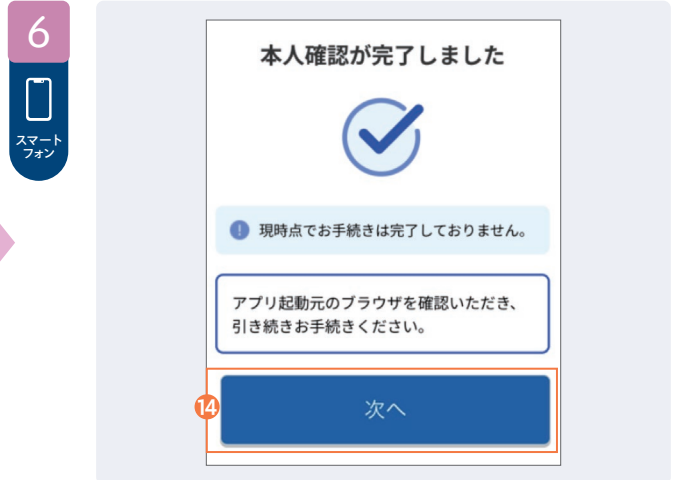 6
スマート
フォン
本人確認が完了しました
現時点でお手続きは完了しておりません。
アプリ起動元のブラウザを確認いただき、
引き続きお手続きください。
14
次へ